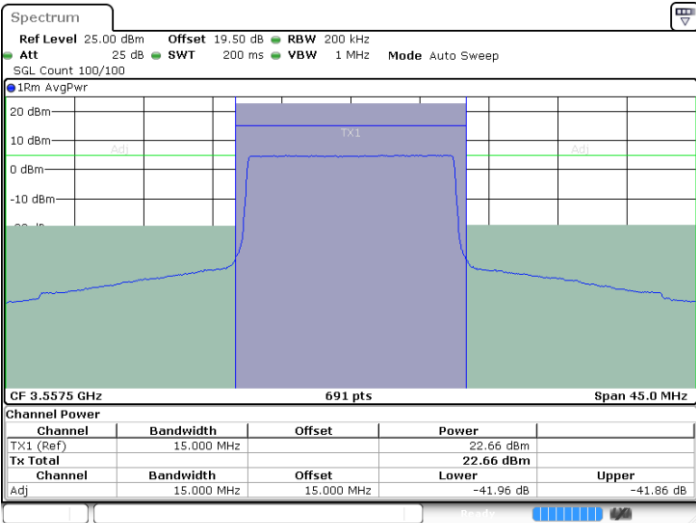 Spectrum
Ref Level 25.00 dBm Offset 19.50 dB RBW 200 kHz
Att 25 dB SWT 200 ms VBW 1 MHz Mode Auto Sweep
SGL Count 100/100
1Rm AvgPwr
20 dBm
TX1
10 dBm
Adj Adj
0 dBm
-10 dBm
CF 3.5575 GHz 691 pts Span 45.0 MHz
Channel Power
Channel Bandwidth Offset Power
TX1 (Ref) 15.000 MHz 22.66 dBm
Tx Total 22.66 dBm
Channel Bandwidth Offset Lower Upper
Adj 15.000 MHz 15.000 MHz -41.96 dB -41.86 dB
Ready